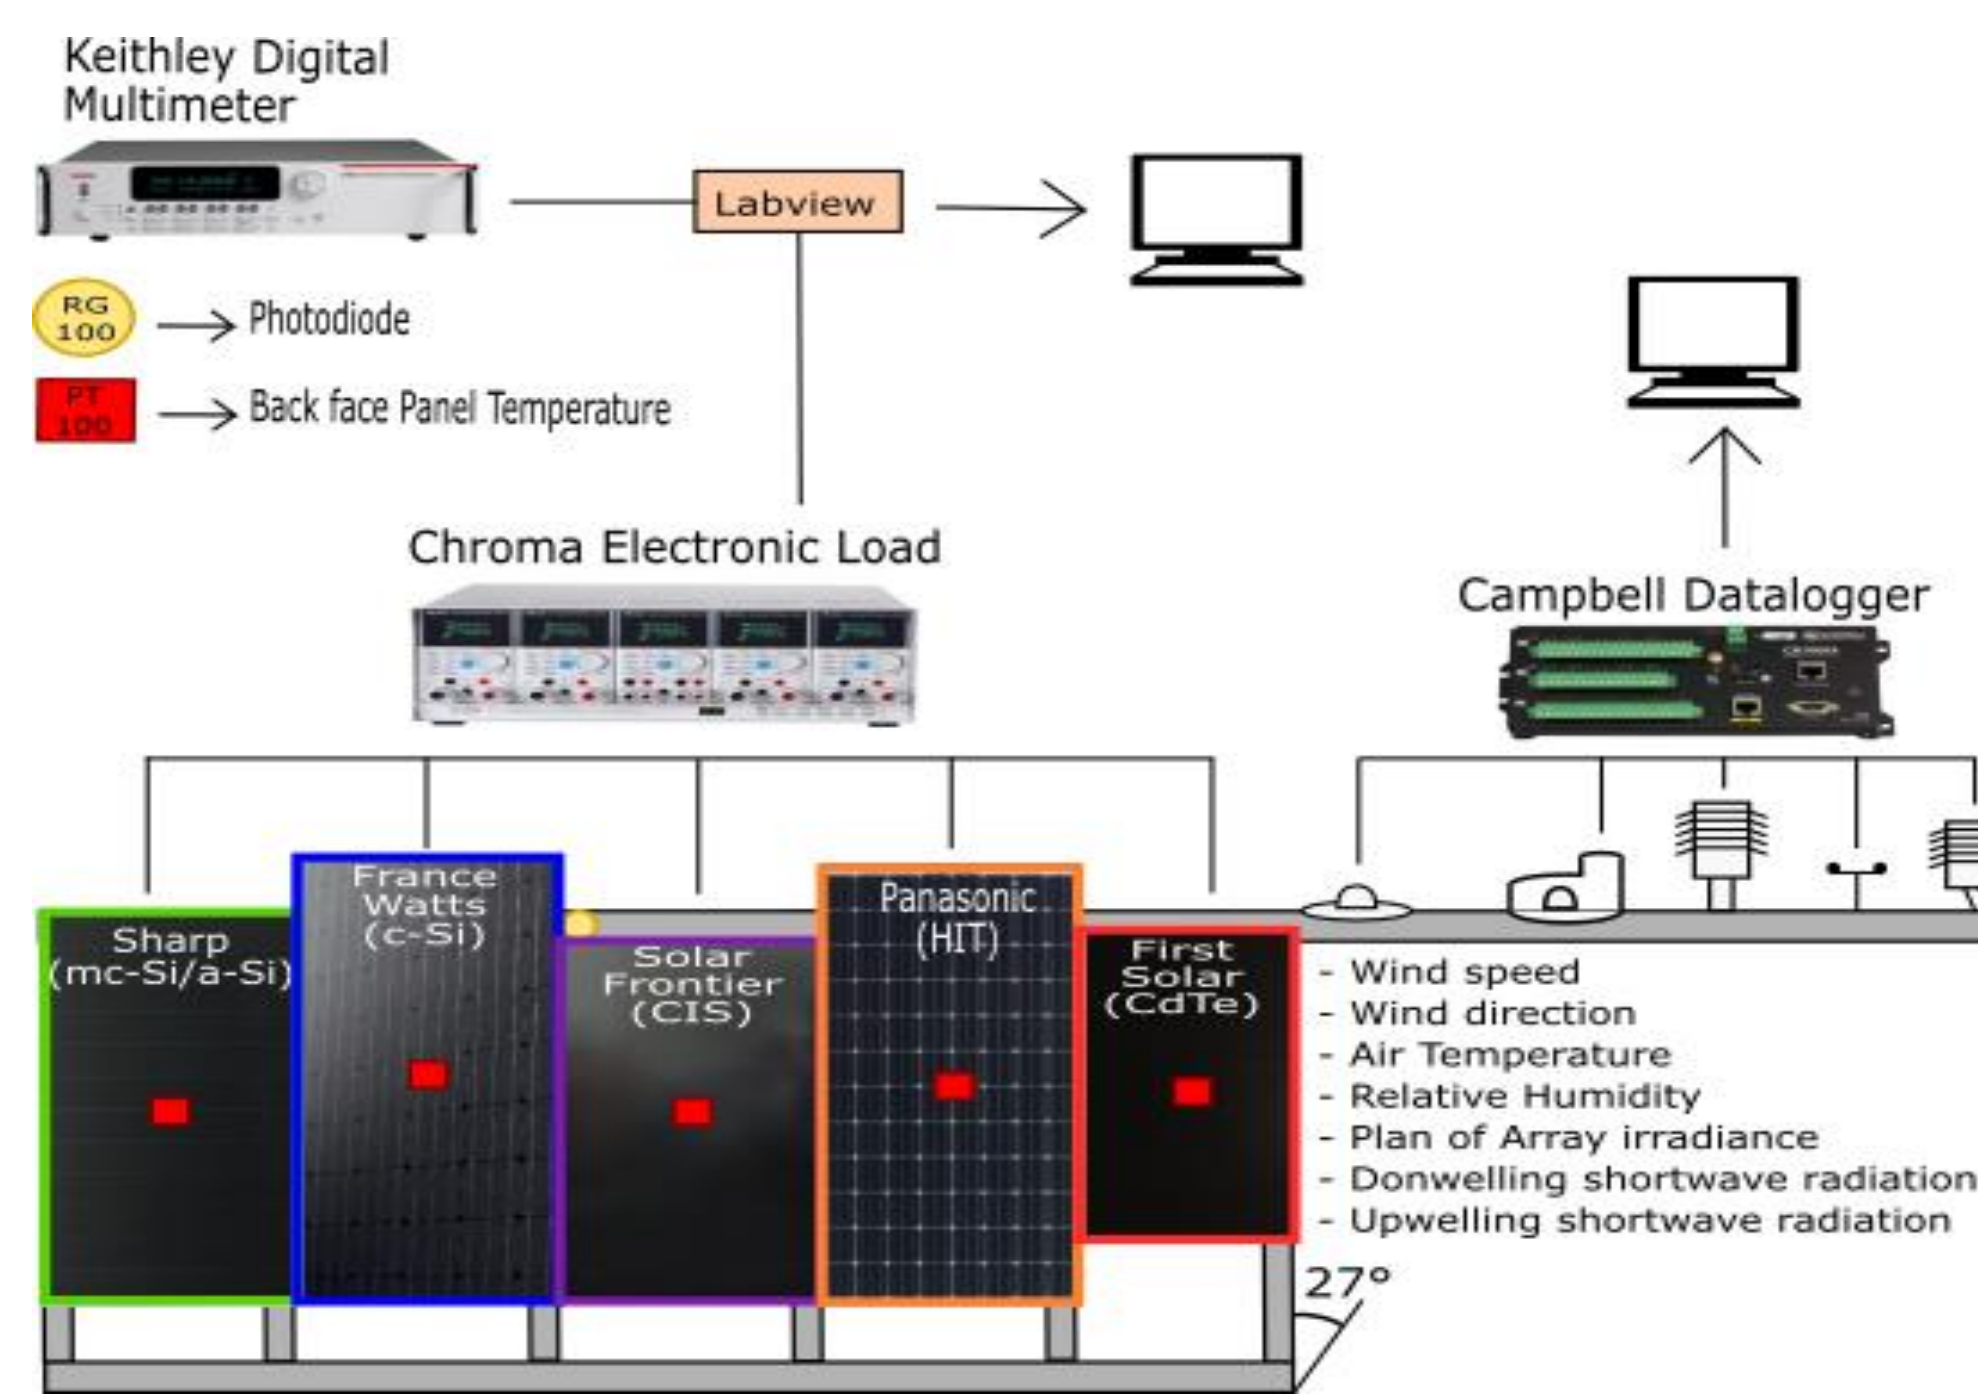 Keithley Digital
Multimeter
Labview
RG
100
Photodiode
PT
100
Back face Panel Temperature
Chroma Electronic Load
Campbell Datalogger
Sharp
(mc-Si/a-Si)
France
Watts
(c-Si)
Solar
Frontier
(CIS)
Panasonic
(HIT)
First
Solar
(CdTe)
- Wind speed
- Wind direction
- Air Temperature
- Relative Humidity
- Plan of Array irradiance
- Donwelling shortwave radiation
- Upwelling shortwave radiation
27°